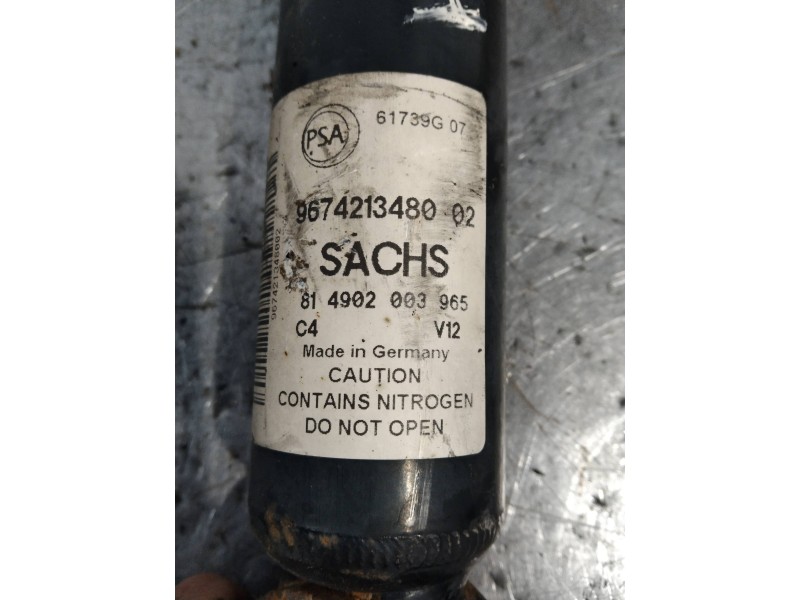 PSA
61739G 07
9674213480 02
SACHS
81 4902 003 965
C4 V12
Made in Germany
CAUTION
CONTAINS NITROGEN
DO NOT OPEN